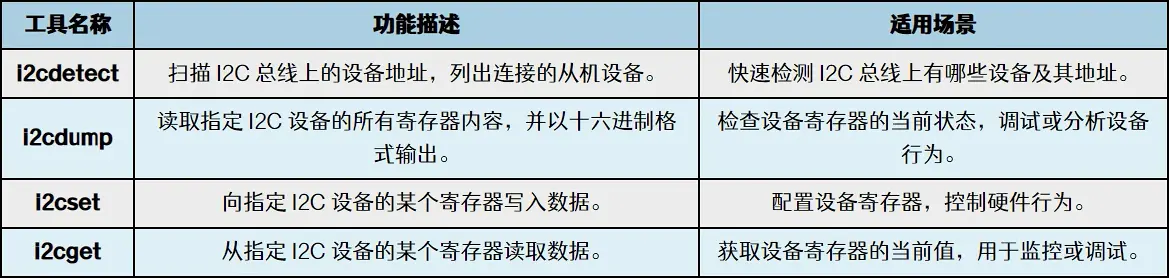 工具名称 功能描述 适用场景
i2cdetect 扫描 I2C 总线上的设备地址，列出连接的从机设备。 快速检测 I2C 总线上有哪些设备及其地址。
i2cdump 读取指定 I2C 设备的所有寄存器内容，并以十六进制格
式输出。 检查设备寄存器的当前状态，调试或分析设备
行为。
i2cset 向指定 I2C 设备的某个寄存器写入数据。 配置设备寄存器，控制硬件行为。
i2cget 从指定 I2C 设备的某个寄存器读取数据。 获取设备寄存器的当前值，用于监控或调试。